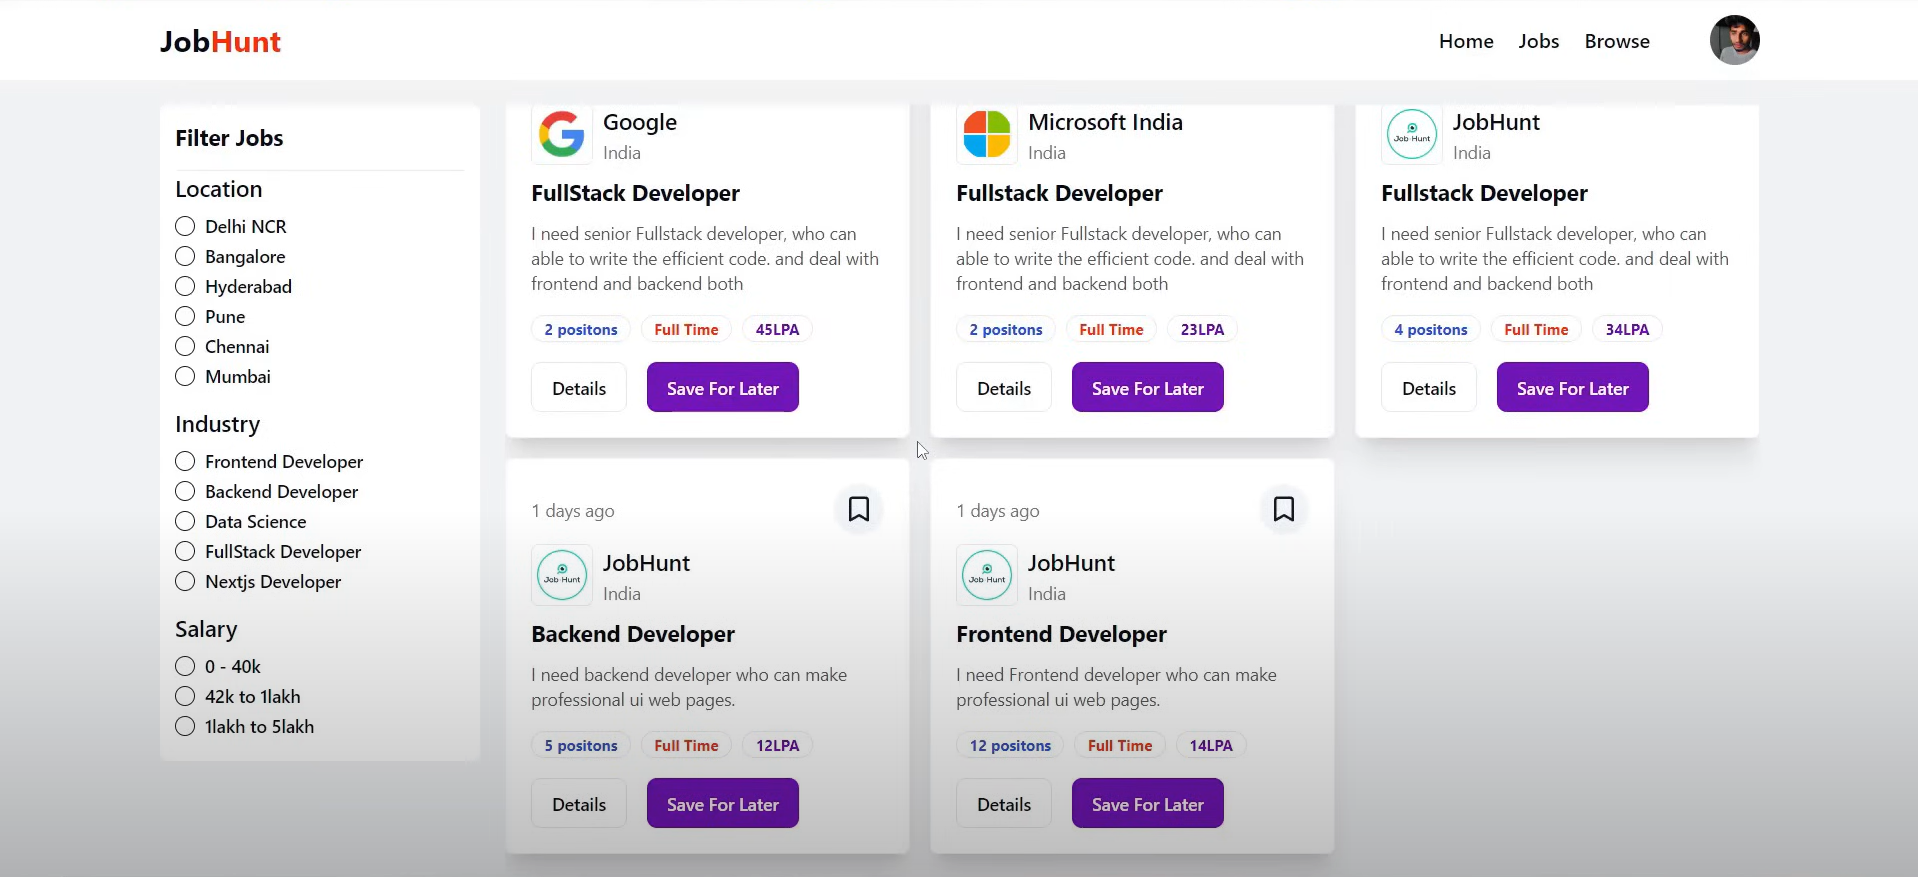 JobHunt
Home Jobs Browse
Filter Jobs
Location
Delhi NCR
Bangalore
Hyderabad
Pune
Chennai
Mumbai
Industry
Frontend Developer
Backend Developer
Data Science
FullStack Developer
Nextjs Developer
Salary
0 - 40k
42k to 1lakh
1lakh to 5lakh
Google
India
FullStack Developer
I need senior Fullstack developer, who can
able to write the efficient code. and deal with
frontend and backend both
2 positons Full Time 45LPA
Details Save For Later
Microsoft India
India
Fullstack Developer
I need senior Fullstack developer, who can
able to write the efficient code. and deal with
frontend and backend both
2 positons Full Time 23LPA
Details Save For Later
Job-Hunt
JobHunt
India
Fullstack Developer
I need senior Fullstack developer, who can
able to write the efficient code. and deal with
frontend and backend both
4 positons Full Time 34LPA
Details Save For Later
1 days ago
Job-Hunt
JobHunt
India
Backend Developer
I need backend developer who can make
professional ui web pages.
5 positons Full Time 12LPA
Details Save For Later
1 days ago
Job-Hunt
JobHunt
India
Frontend Developer
I need Frontend developer who can make
professional ui web pages.
12 positons Full Time 14LPA
Details Save For Later